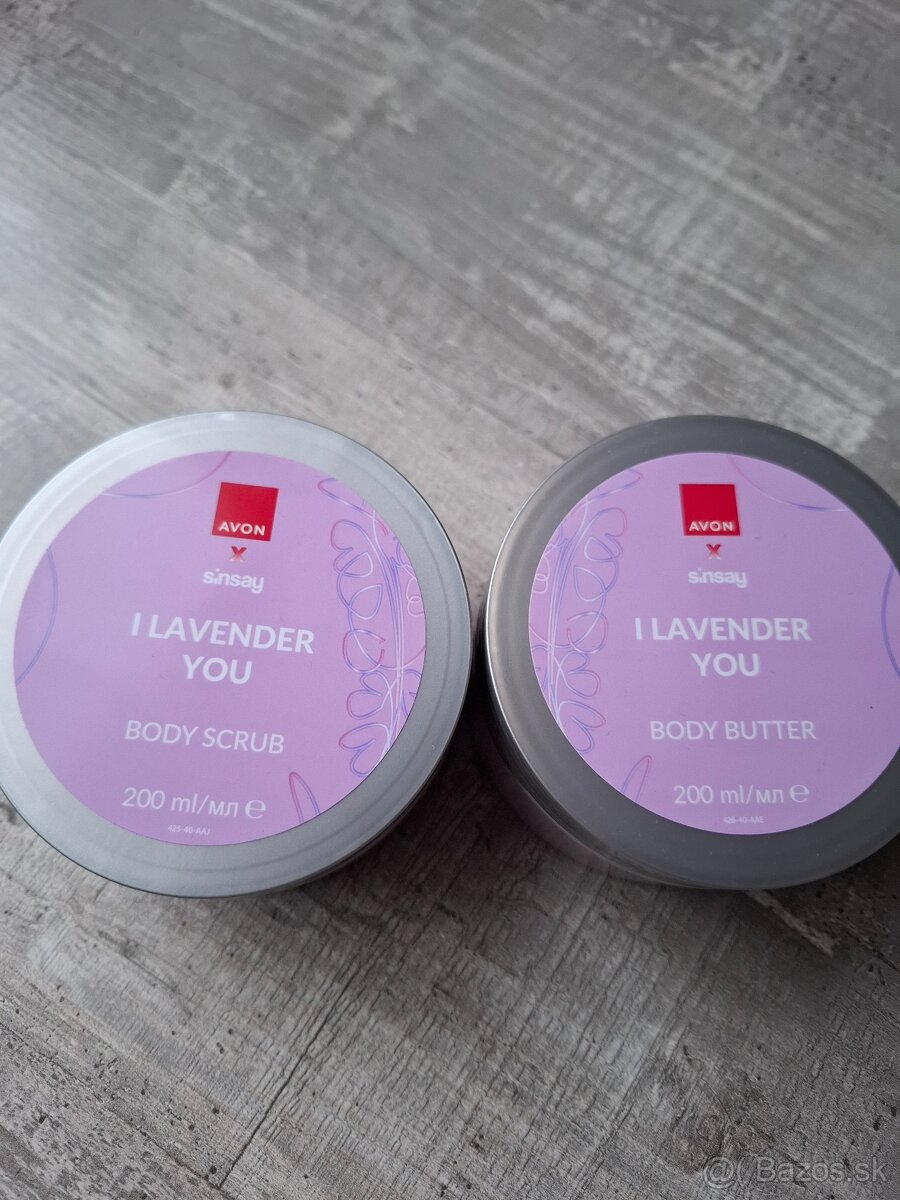 AVON
X
sinsay
I LAVENDER
YOU
BODY SCRUB
200 ml/мл ℮
425-40-AAJ
AVON
X
sinsay
I LAVENDER
YOU
BODY BUTTER
200 ml/мл ℮
426-40-AAE
@( Bazos.sk